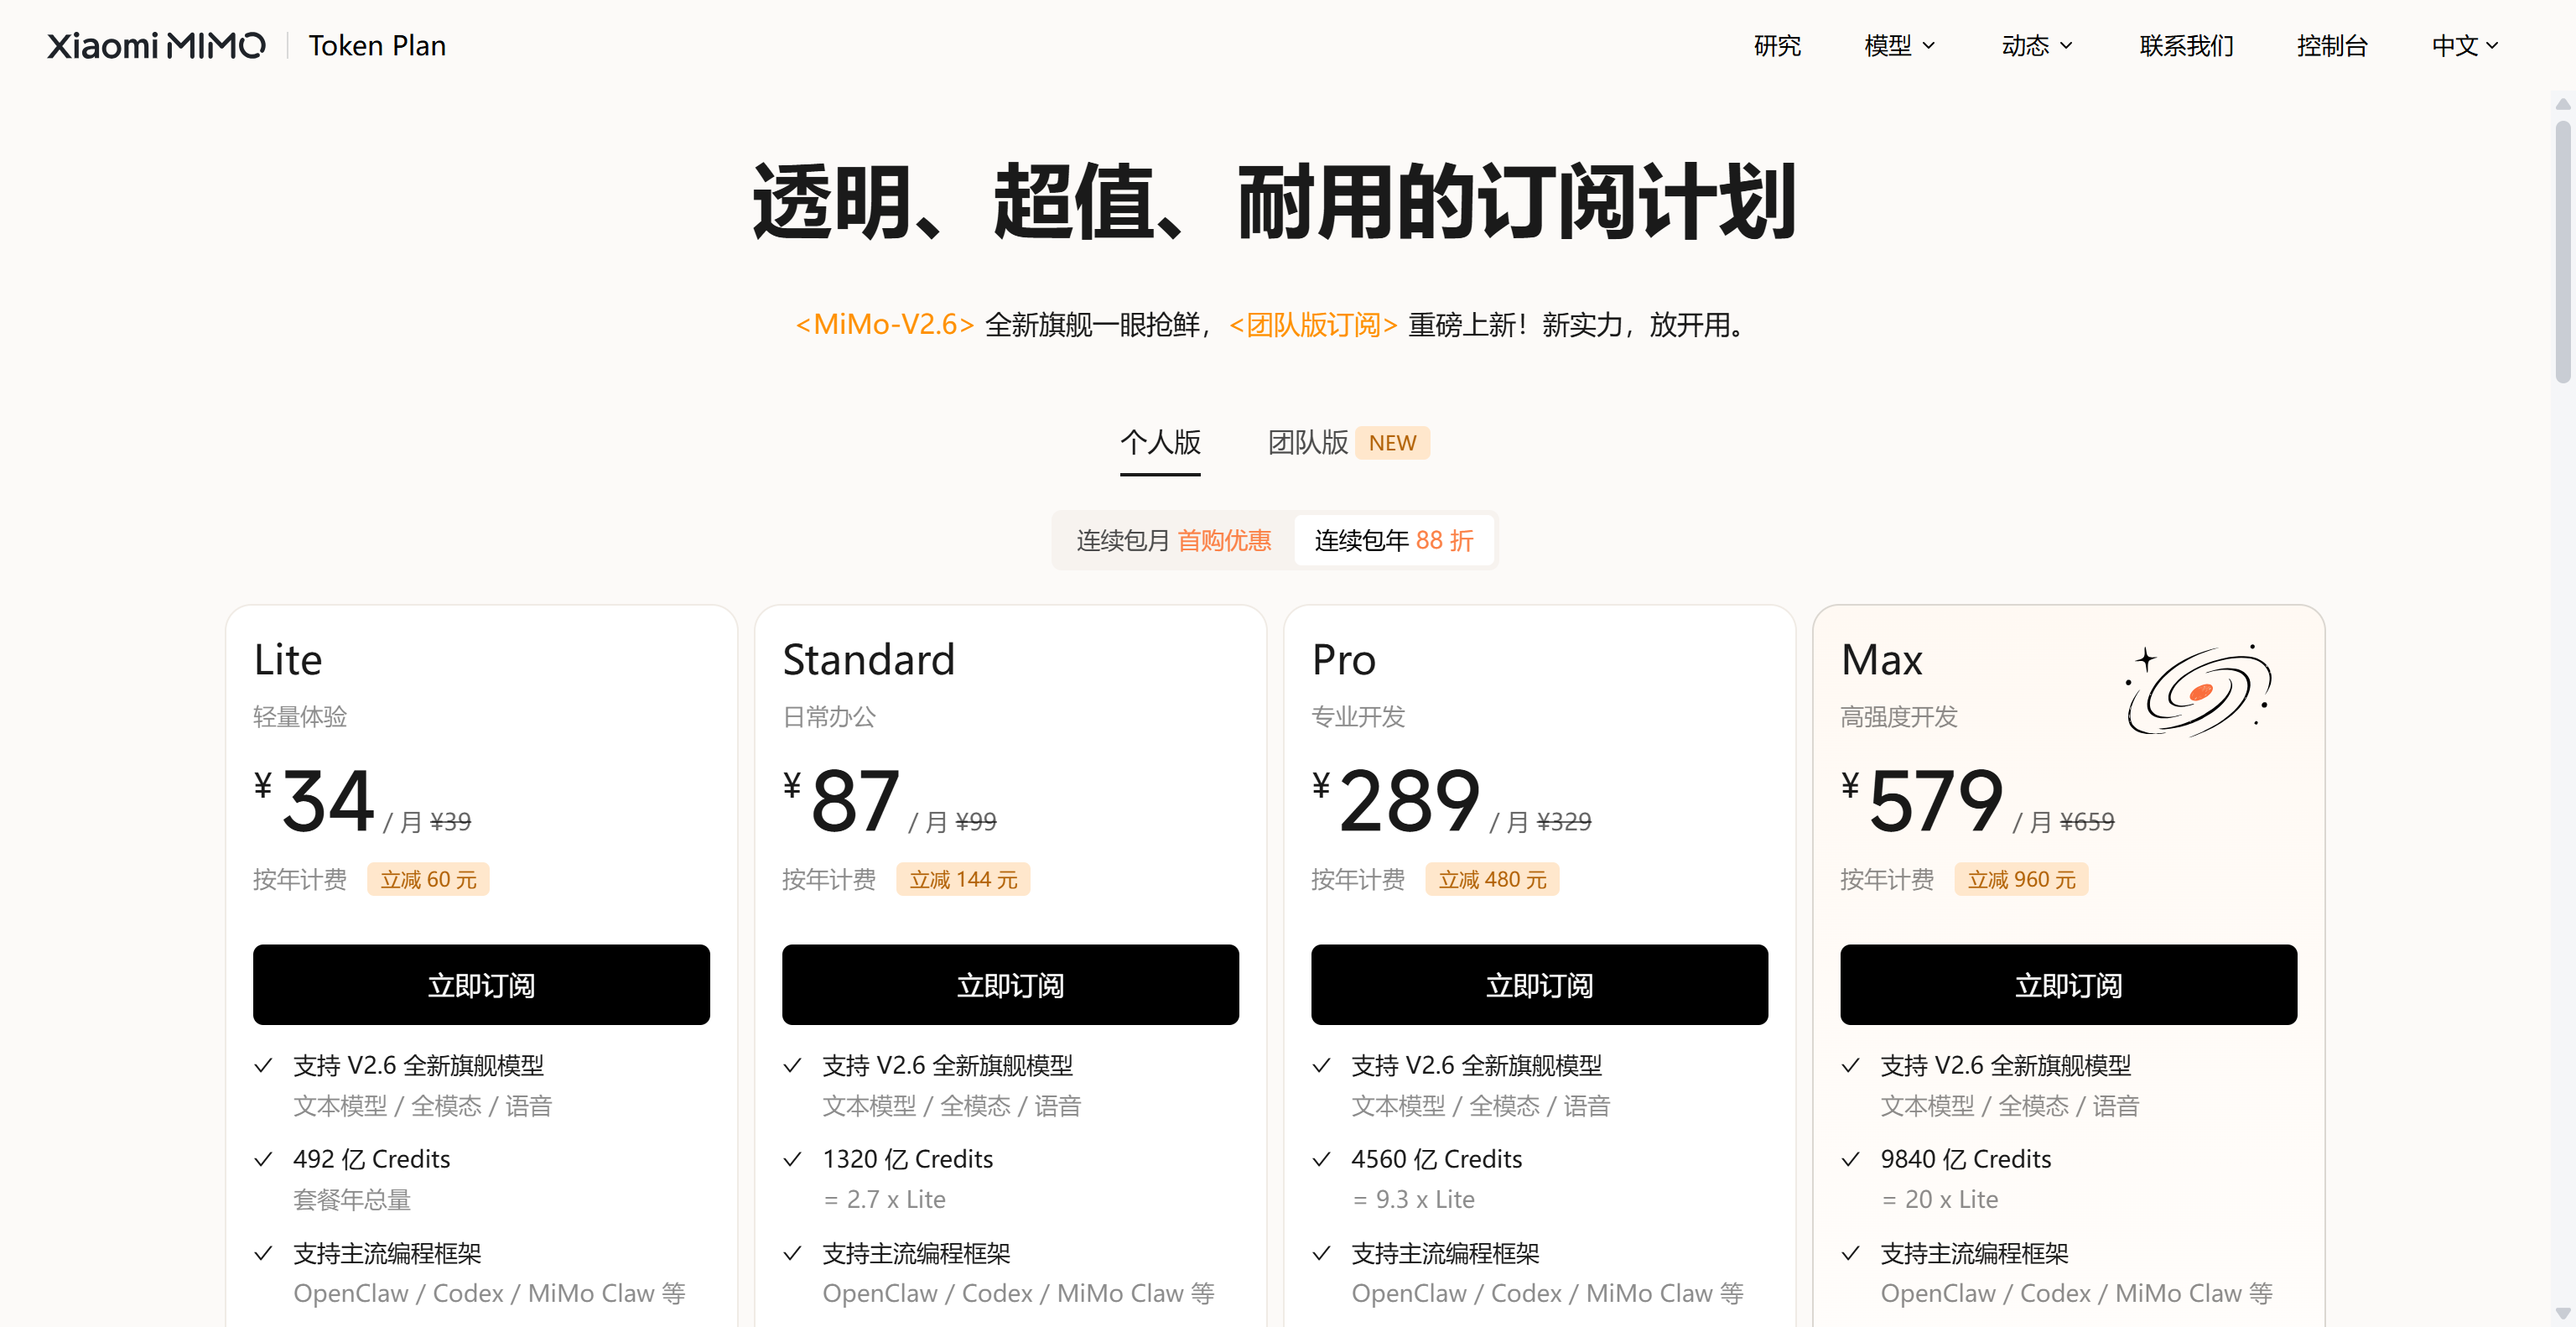 Xiaomi MIMO | Token Plan
研究 模型 动态 联系我们 控制台 中文
透明、超值、耐用的订阅计划
<MiMo-V2.6> 全新旗舰一眼抢鲜，<团队版订阅> 重磅上新！新实力，放开用。
个人版 团队版 NEW
连续包月 首购优惠 连续包年 88 折
Lite
轻量体验
¥ 34 / 月 ¥39
按年计费 立减 60 元
立即订阅
支持 V2.6 全新旗舰模型
文本模型 / 全模态 / 语音
492 亿 Credits
套餐年总量
支持主流编程框架
OpenClaw / Codex / MiMo Claw 等
Standard
日常办公
¥ 87 / 月 ¥99
按年计费 立减 144 元
立即订阅
支持 V2.6 全新旗舰模型
文本模型 / 全模态 / 语音
1320 亿 Credits
= 2.7 x Lite
支持主流编程框架
OpenClaw / Codex / MiMo Claw 等
Pro
专业开发
¥ 289 / 月 ¥329
按年计费 立减 480 元
立即订阅
支持 V2.6 全新旗舰模型
文本模型 / 全模态 / 语音
4560 亿 Credits
= 9.3 x Lite
支持主流编程框架
OpenClaw / Codex / MiMo Claw 等
Max
高强度开发
¥ 579 / 月 ¥659
按年计费 立减 960 元
立即订阅
支持 V2.6 全新旗舰模型
文本模型 / 全模态 / 语音
9840 亿 Credits
= 20 x Lite
支持主流编程框架
OpenClaw / Codex / MiMo Claw 等